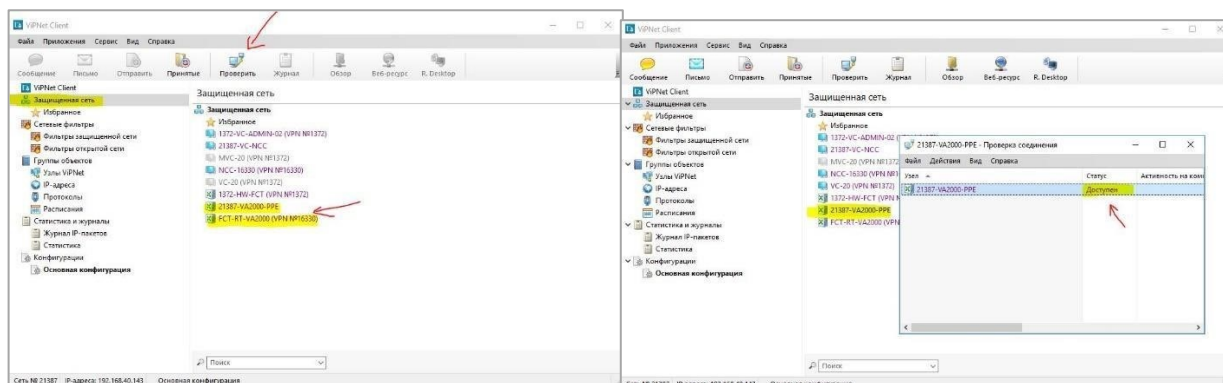 ViPNet Client
Файл Приложения Сервис Вид Справка
Сообщение Письмо Отправить Принятые Проверить Журнал Обзор Веб-ресурс R. Desktop
ViPNet Client
Защищенная сеть
Избранное
Сетевые фильтры
Фильтры защищенной сети
Фильтры открытой сети
Группы объектов
Узлы ViPNet
IP-адреса
Протоколы
Расписания
Статистика и журналы
Журнал IP-пакетов
Статистика
Конфигурации
Основная конфигурация
Защищенная сеть
Защищенная сеть
Избранное
1372-VC-ADMIN-02 (VPN №1372)
21387-VC-NCC
MVC-20 (VPN №1372)
NCC-16330 (VPN №16330)
VC-20 (VPN №1372)
1372-HW-FCT (VPN №1372)
21387-VA2000-PPE
FCT-RT-VA2000 (VPN №16330)
Поиск
Сеть № 21387 IP-адреса: 192.168.40.143 Основная конфигурация
ViPNet Client
Файл Приложения Сервис Вид Справка
Сообщение Письмо Отправить Принятые Проверить Журнал Обзор Веб-ресурс R. Desktop
ViPNet Client
Защищенная сеть
Избранное
Сетевые фильтры
Фильтры защищенной сети
Фильтры открытой сети
Группы объектов
Узлы ViPNet
IP-адреса
Протоколы
Расписания
Статистика и журналы
Журнал IP-пакетов
Статистика
Конфигурации
Основная конфигурация
Защищенная сеть
Защищенная сеть
Избранное
1372-VC-ADMIN-02
21387-VC-NCC
MVC-20 (VPN №1372
NCC-16330 (VPN №1
VC-20 (VPN №1372)
1372-HW-FCT (VPN
21387-VA2000-PPE
FCT-RT-VA2000 (VPN
21387-VA2000-PPE - Проверка соединения
Файл Действия Вид Справка
Узел Статус Активность на ком
21387-VA2000-PPE Доступен
Поиск